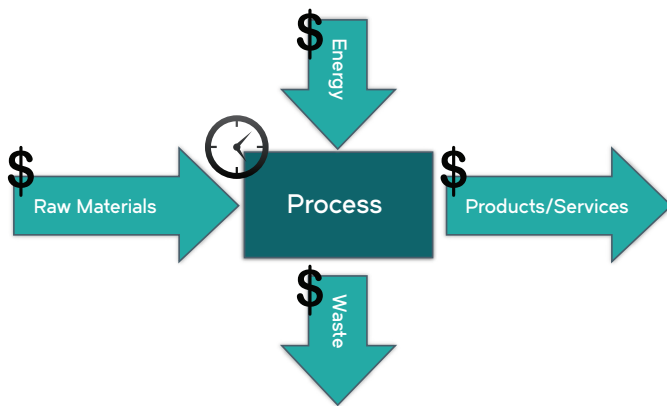 $
Energy
$
Raw Materials
Process
$
Products/Services
$
Waste